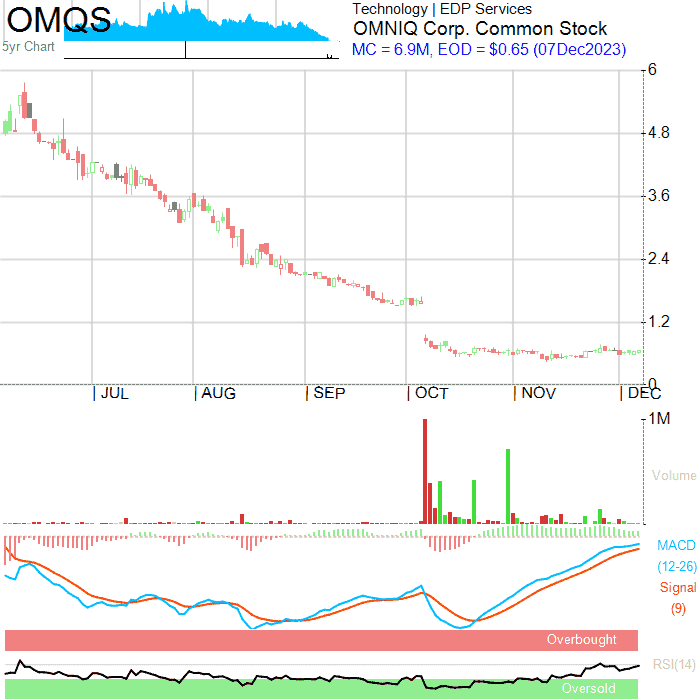 OMQS
Technology | EDP Services
OMNIQ Corp. Common Stock
5yr Chart
MC = 6.9M, EOD = $0.65 (07Dec2023)
6
4.8
3.6
2.4
1.2
0
JUL
AUG
SEP
OCT
NOV
DEC
1M
Volume
MACD
(12-26)
Signal
(9)
Overbought
RSI(14)
Oversold